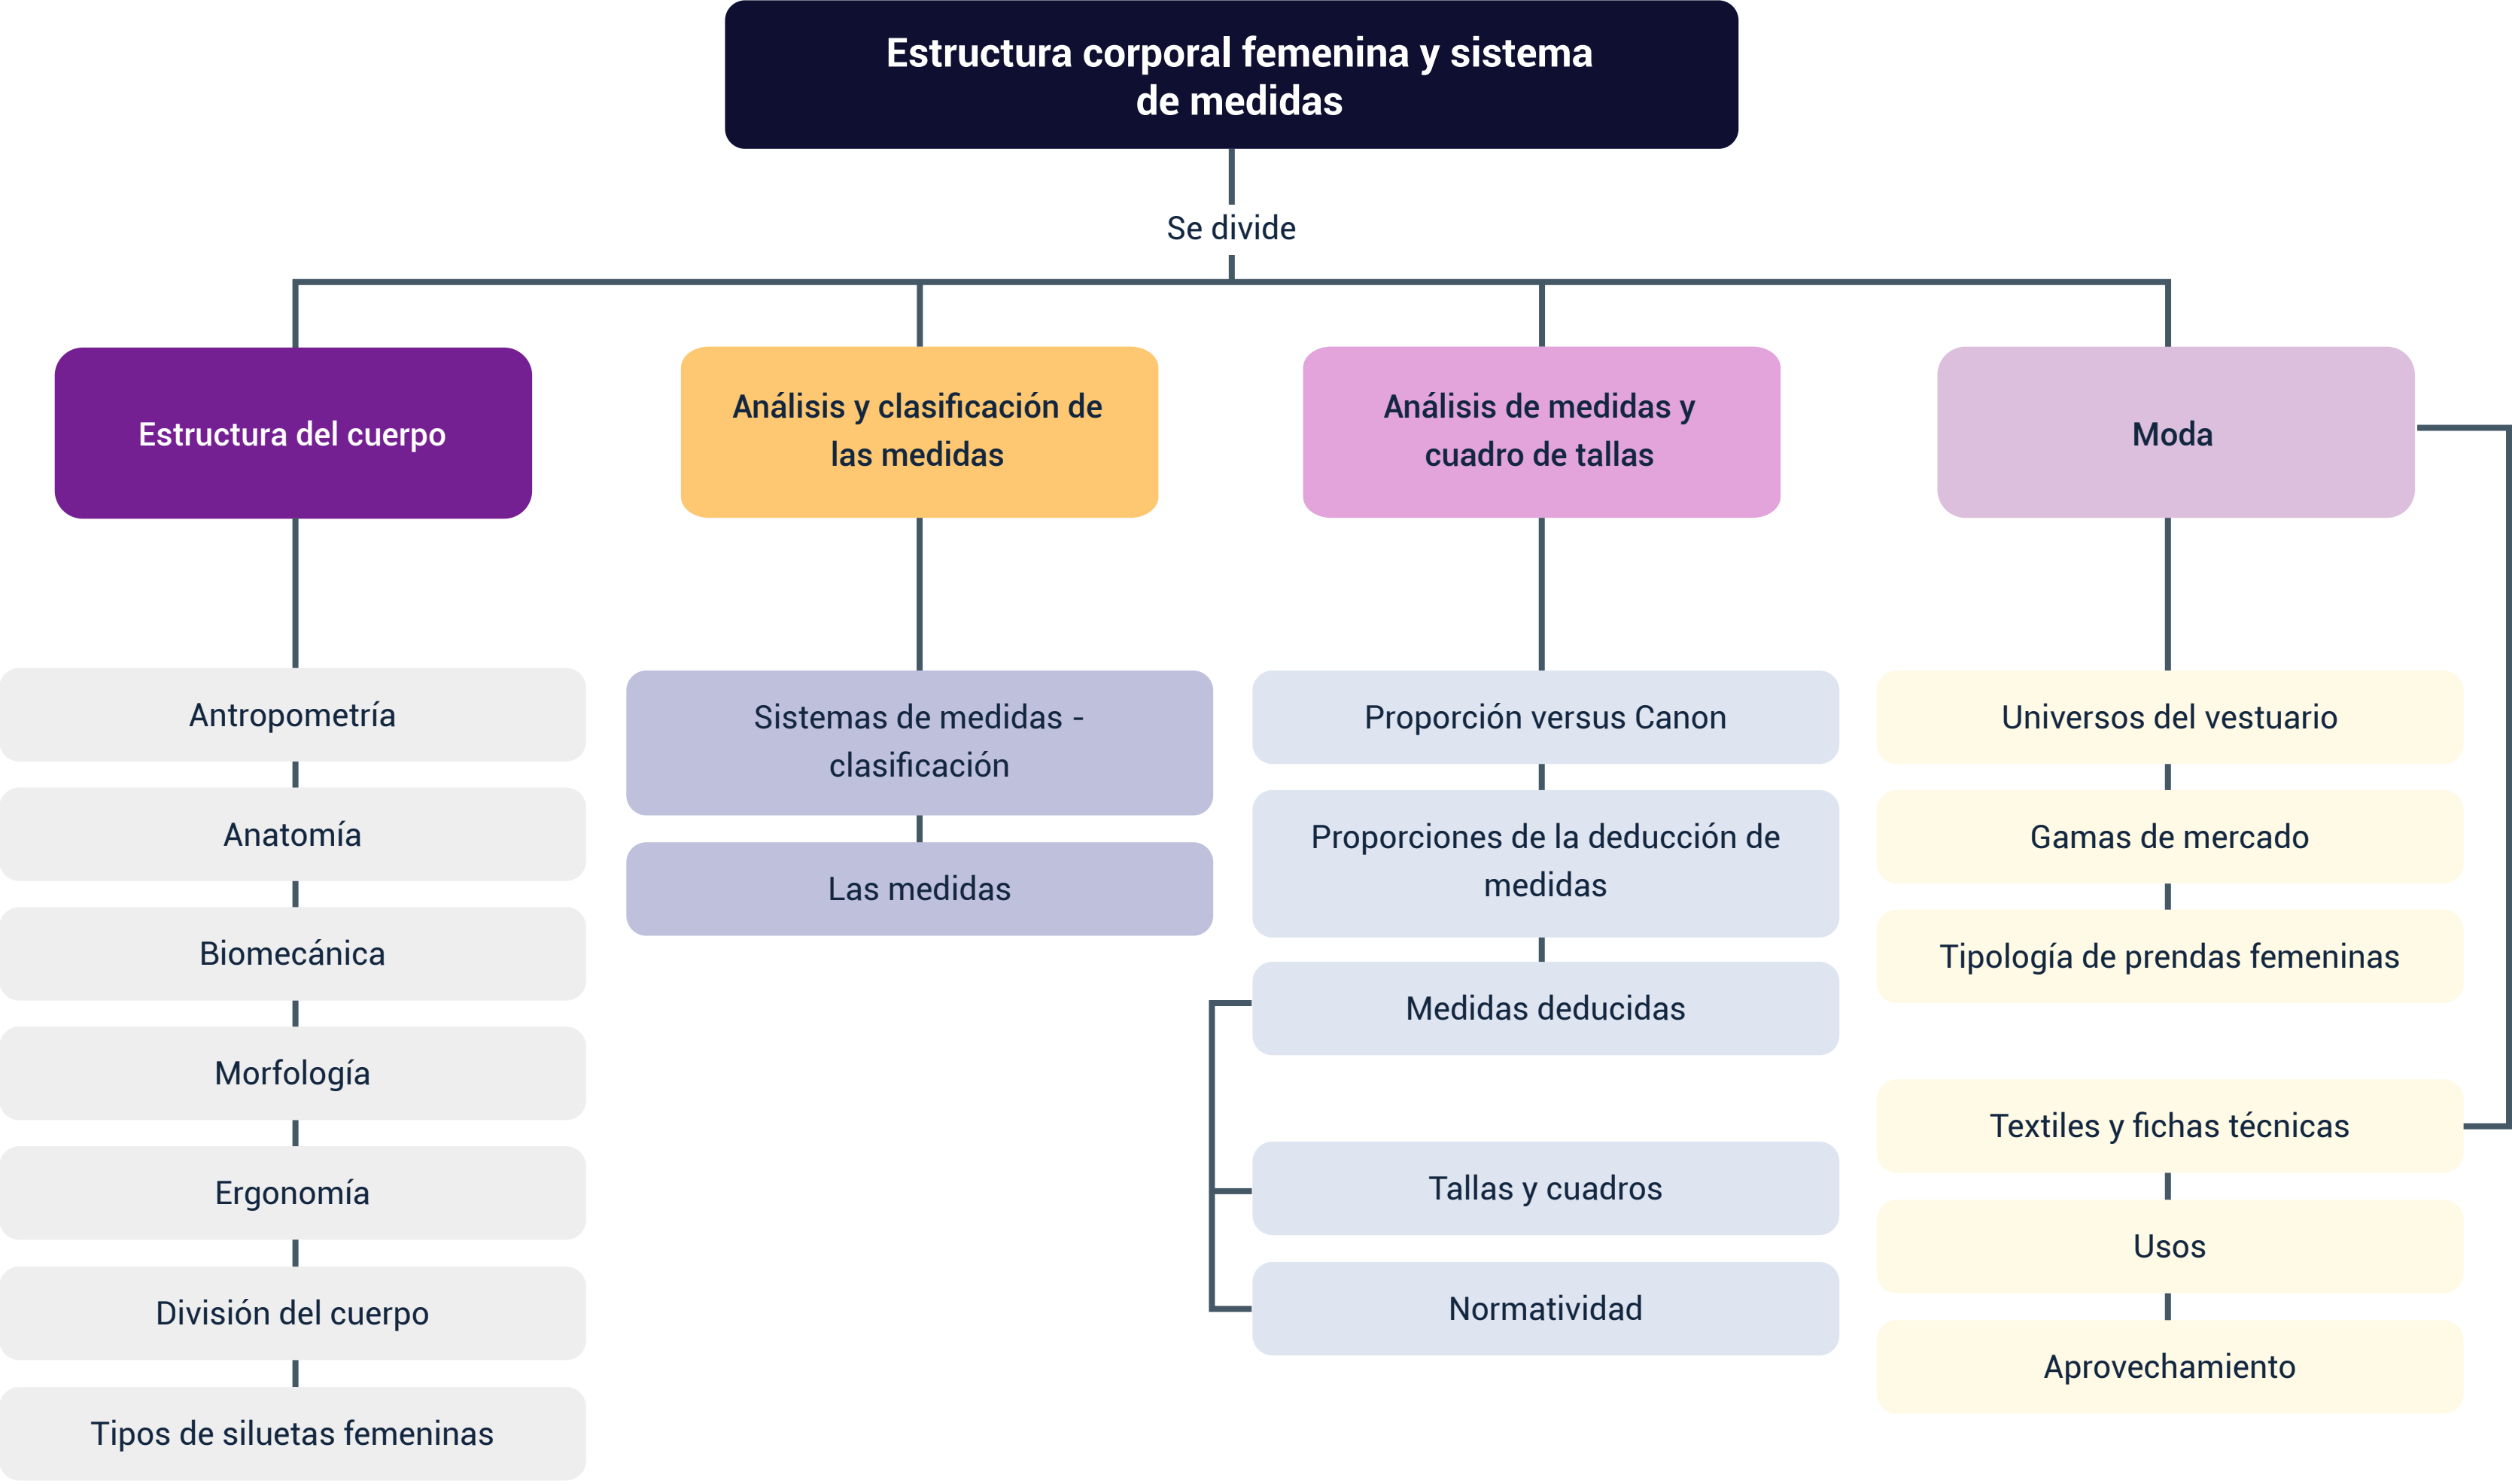 Estructura corporal femenina y sistema
de medidas
Se divide
Estructura del cuerpo
Antropometría
Anatomía
Biomecánica
Morfología
Ergonomía
División del cuerpo
Tipos de siluetas femeninas
Análisis y clasificación de
las medidas
Sistemas de medidas -
clasificación
Las medidas
Análisis de medidas y
cuadro de tallas
Proporción versus Canon
Proporciones de la deducción de
medidas
Medidas deducidas
Tallas y cuadros
Normatividad
Moda
Universos del vestuario
Gamas de mercado
Tipología de prendas femeninas
Textiles y fichas técnicas
Usos
Aprovechamiento